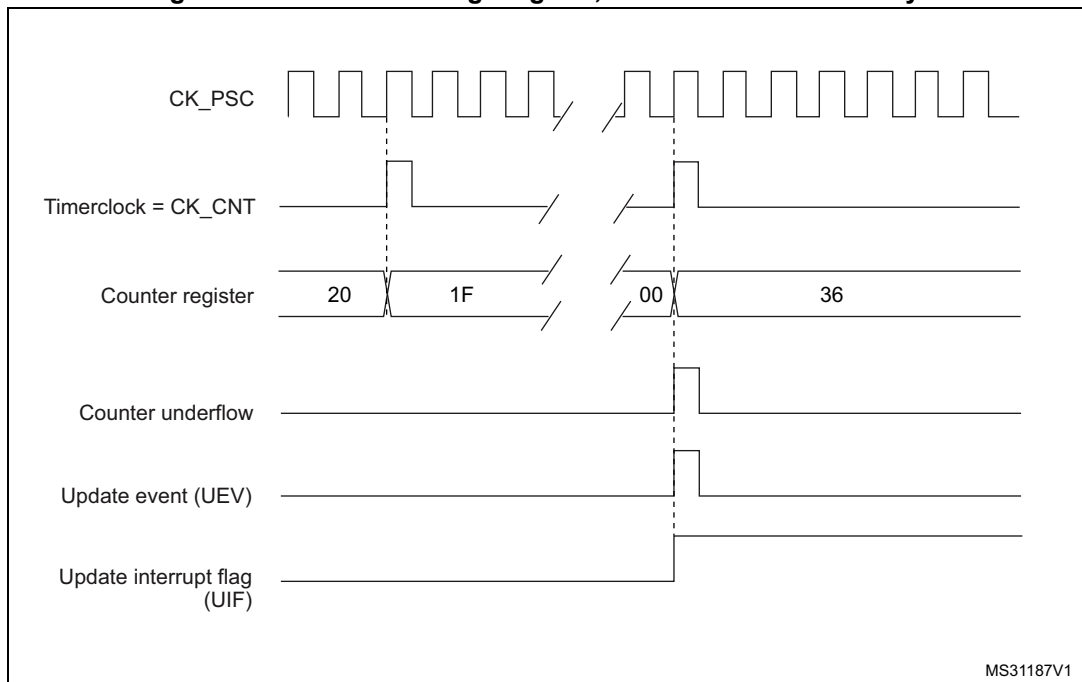 CK_PSC
Timerclock = CK_CNT
Counter register 20 1F 00 36
Counter underflow
Update event (UEV)
Update interrupt flag
(UIF)
MS31187V1